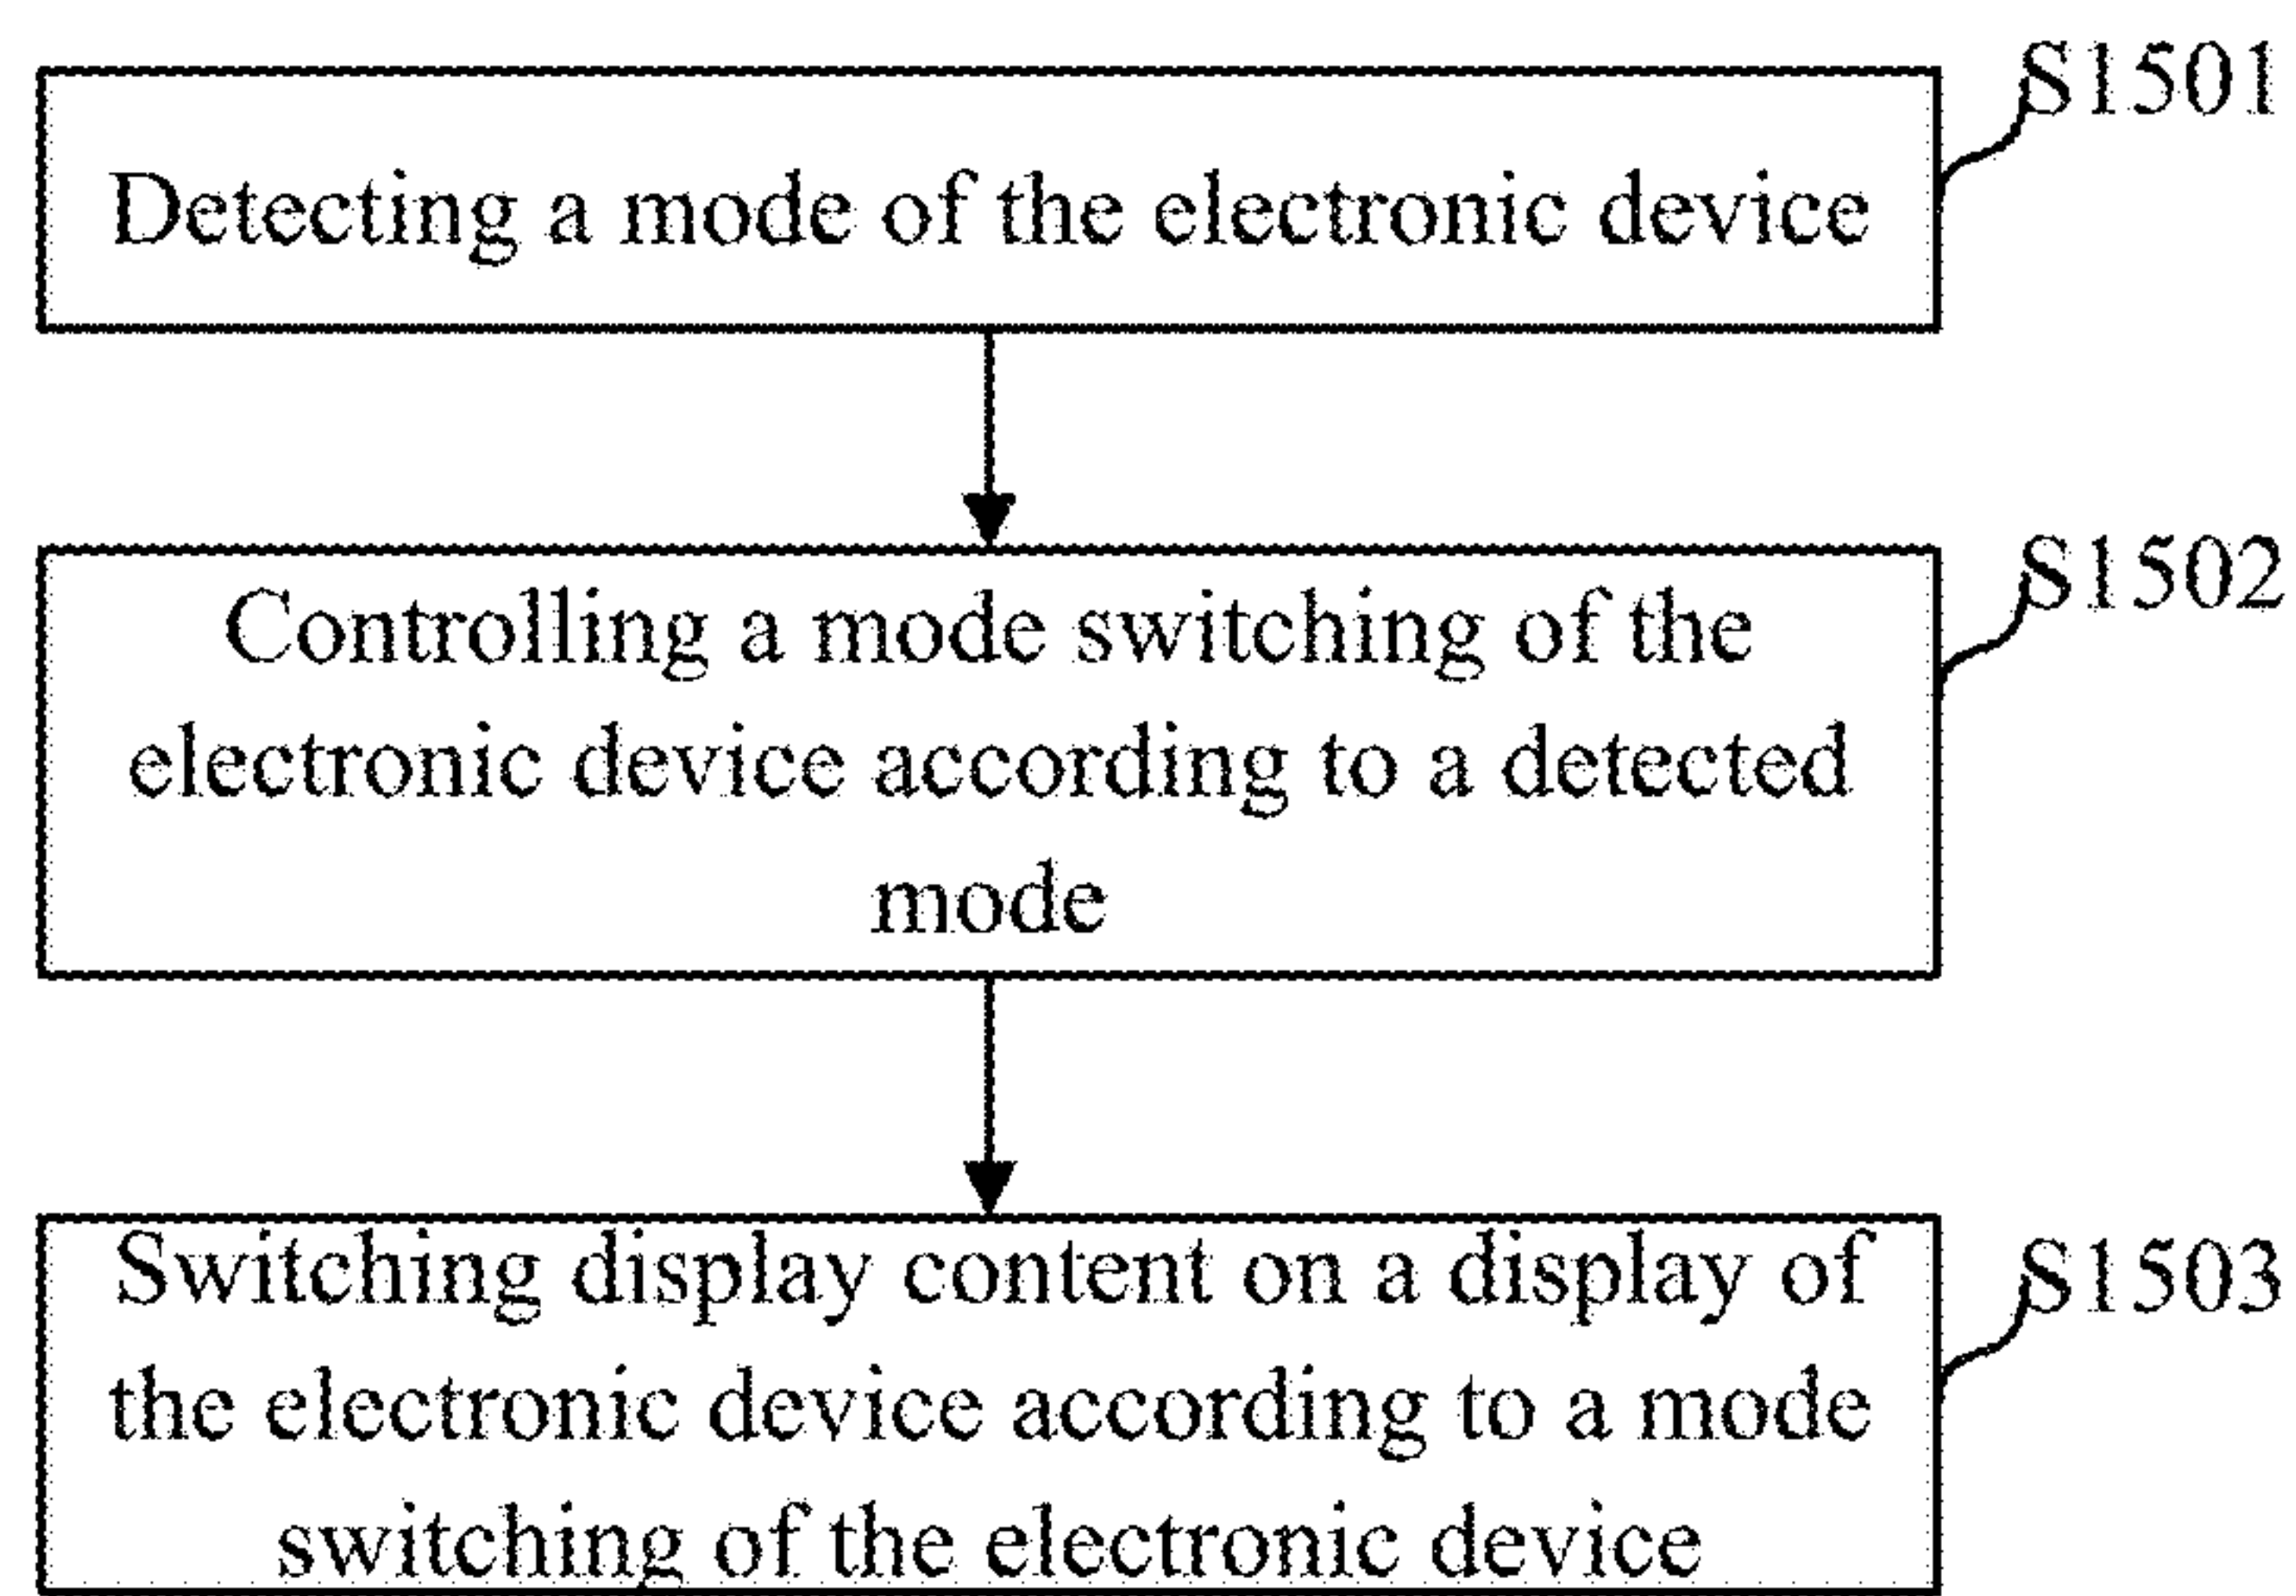 S1501
Detecting a mode of the electronic device
S1502
Controlling a mode switching of the
electronic device according to a detected
mode
S1503
Switching display content on a display of
the electronic device according to a mode
switching of the electronic device